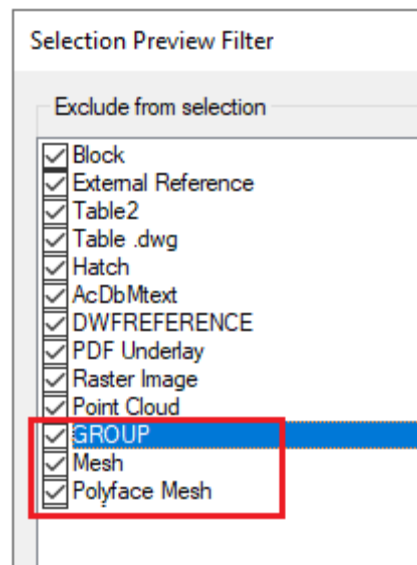 Selection Preview Filter
Exclude from selection
Block
External Reference
Table2
Table .dwg
Hatch
AcDbMtext
DWFREFERENCE
PDF Underlay
Raster Image
Point Cloud
GROUP
Mesh
Polyface Mesh